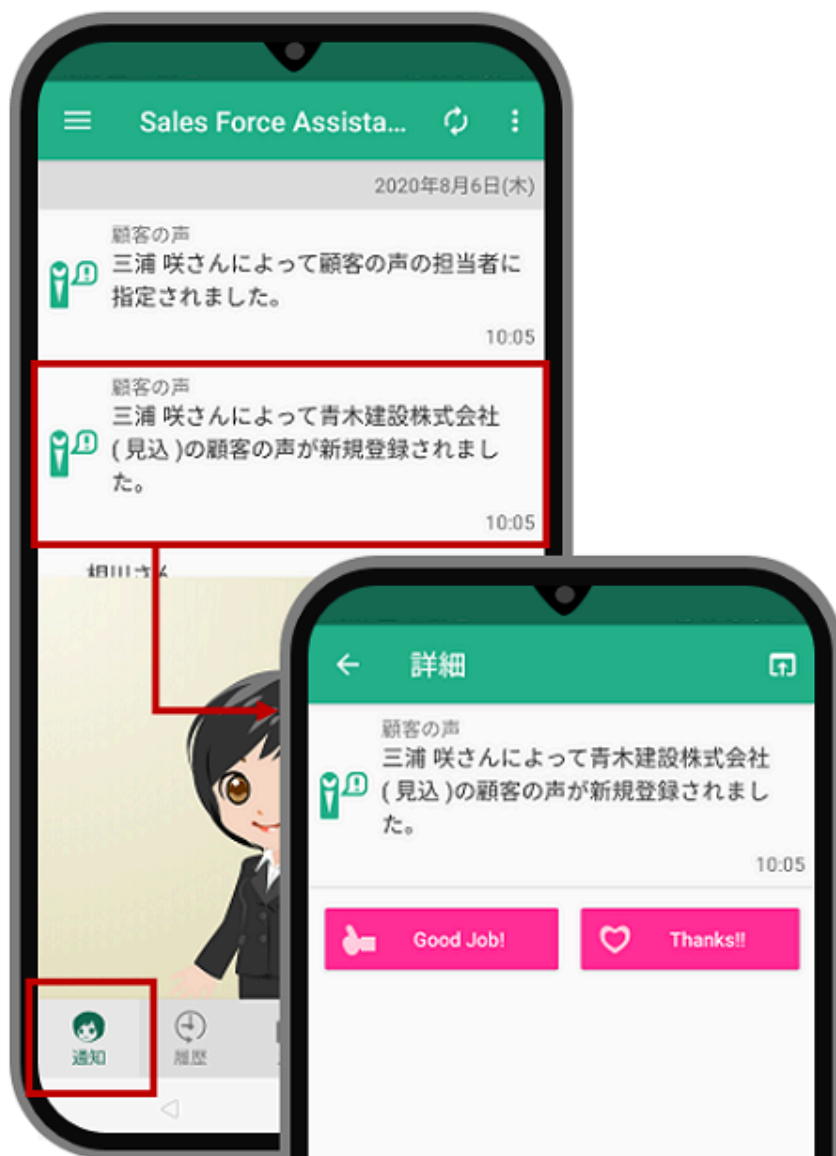 Sales Force Assista...
2020年8月6日(木)
顧客の声
三浦 咲さんによって顧客の声の担当者に
指定されました。
10:05
顧客の声
三浦 咲さんによって青木建設株式会社
( 見込 )の顧客の声が新規登録されまし
た。
10:05
通知
履歴
詳細
顧客の声
三浦 咲さんによって青木建設株式会社
( 見込 )の顧客の声が新規登録されまし
た。
10:05
Good Job!
Thanks!!